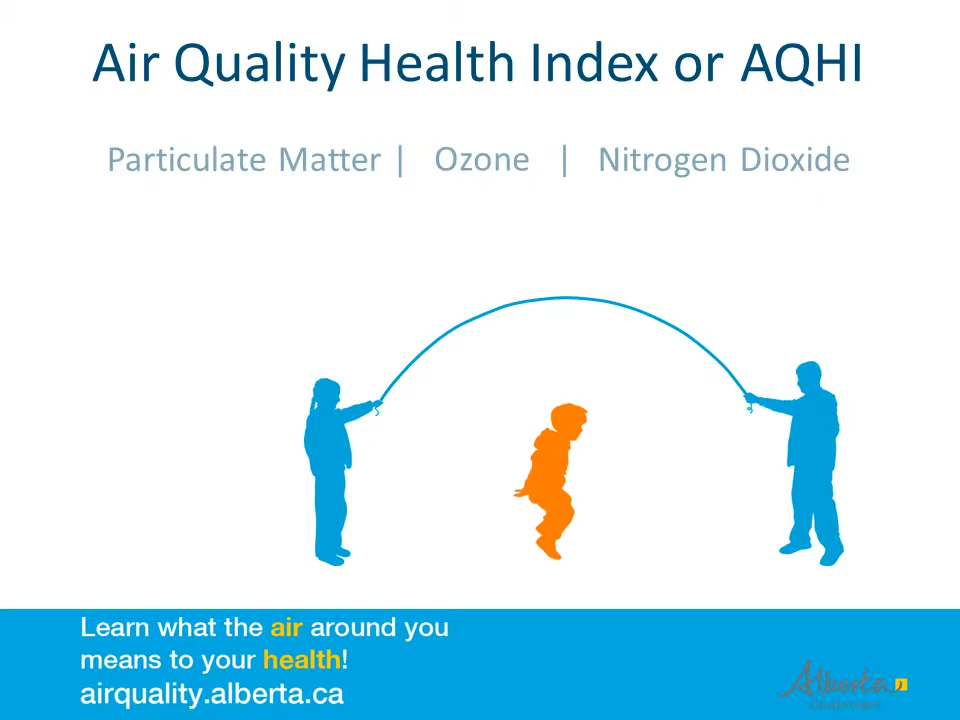 Air Quality Health Index or AQHI
Particulate Matter | Ozone | Nitrogen Dioxide
Learn what the air around you
means to your health!
airquality.alberta.ca
Alberta
Government